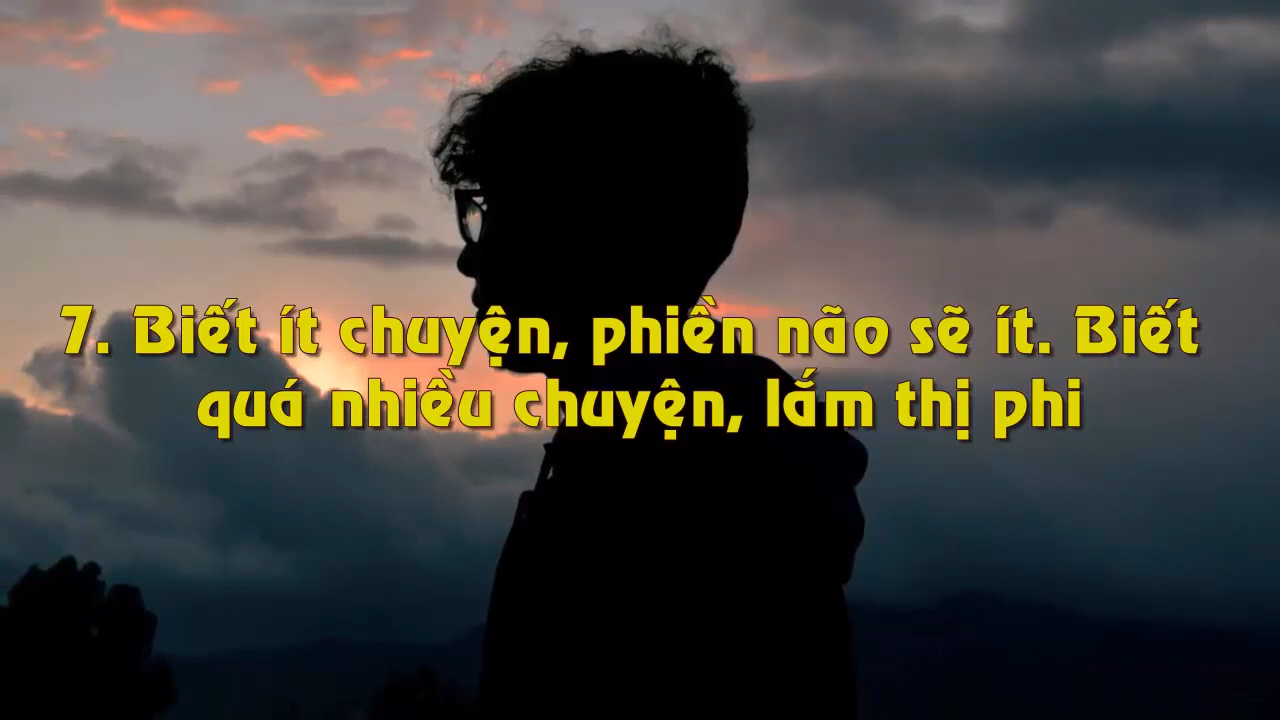 7. Biết ít chuyện, phiền não sẽ ít. Biết
quá nhiều chuyện, lắm thị phi